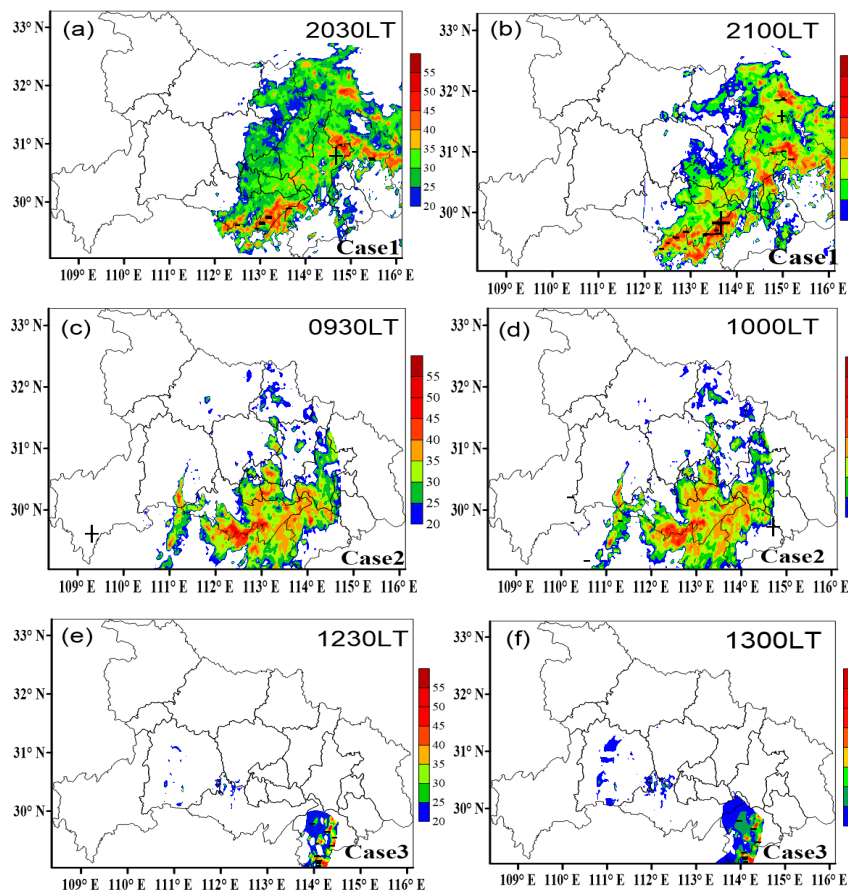 (a) 2030LT
33° N
32° N
31° N
30° N
55
50
45
40
35
30
25
20
Case1
109° E 110° E 111° E 112° E 113° E 114° E 115° E 116° E
(b) 2100LT
33° N
32° N
31° N
30° N
Case1
109° E 110° E 111° E 112° E 113° E 114° E 115° E 116° E
(c) 0930LT
33° N
32° N
31° N
30° N
55
50
45
40
35
30
25
20
Case2
109° E 110° E 111° E 112° E 113° E 114° E 115° E 116° E
(d) 1000LT
33° N
32° N
31° N
30° N
Case2
109° E 110° E 111° E 112° E 113° E 114° E 115° E 116° E
(e) 1230LT
33° N
32° N
31° N
30° N
55
50
45
40
35
30
25
20
Case3
109° E 110° E 111° E 112° E 113° E 114° E 115° E 116° E
(f) 1300LT
33° N
32° N
31° N
30° N
Case3
109° E 110° E 111° E 112° E 113° E 114° E 115° E 116° E